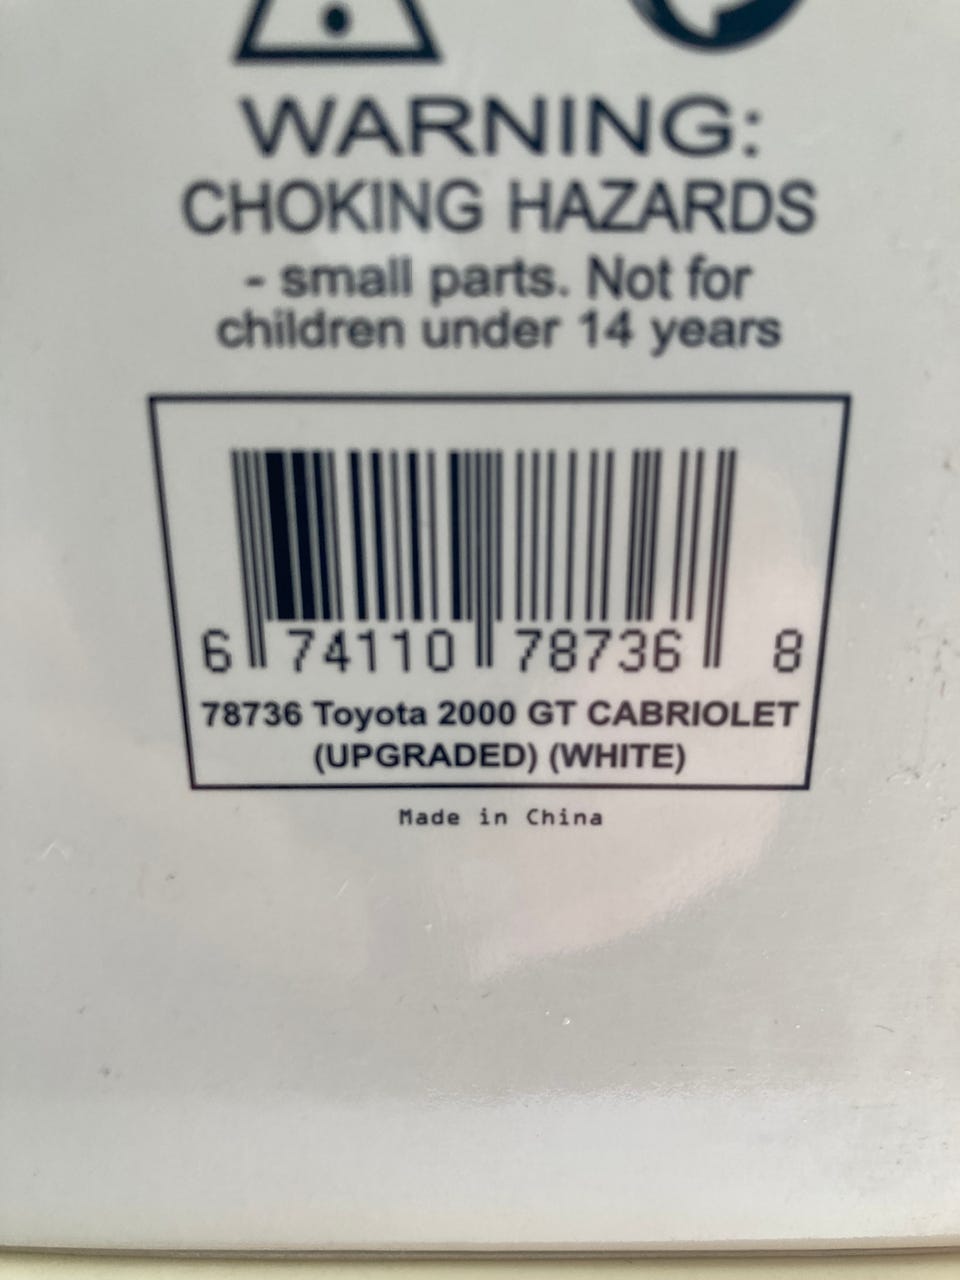 WARNING:
CHOKING HAZARDS
- small parts. Not for
children under 14 years
6 74110 78736 8
78736 Toyota 2000 GT CABRIOLET
(UPGRADED) (WHITE)
Made in China